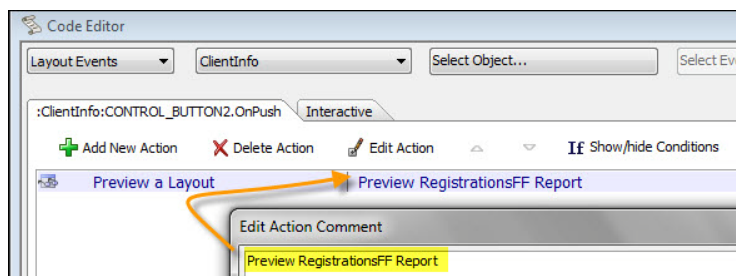 Code Editor
Layout Events ClientInfo Select Object... Select Ev
:ClientInfo:CONTROL_BUTTON2.OnPush Interactive
Add New Action Delete Action Edit Action If Show/hide Conditions
Preview a Layout Preview RegistrationsFF Report
Edit Action Comment
Preview RegistrationsFF Report